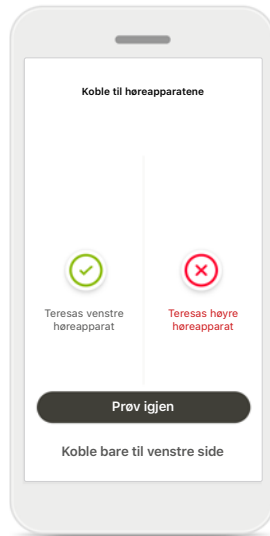 Koble til høreapparatene
Teresas venstre
høreapparat
Teresas høyre
høreapparat
Prøv igjen
Koble bare til venstre side